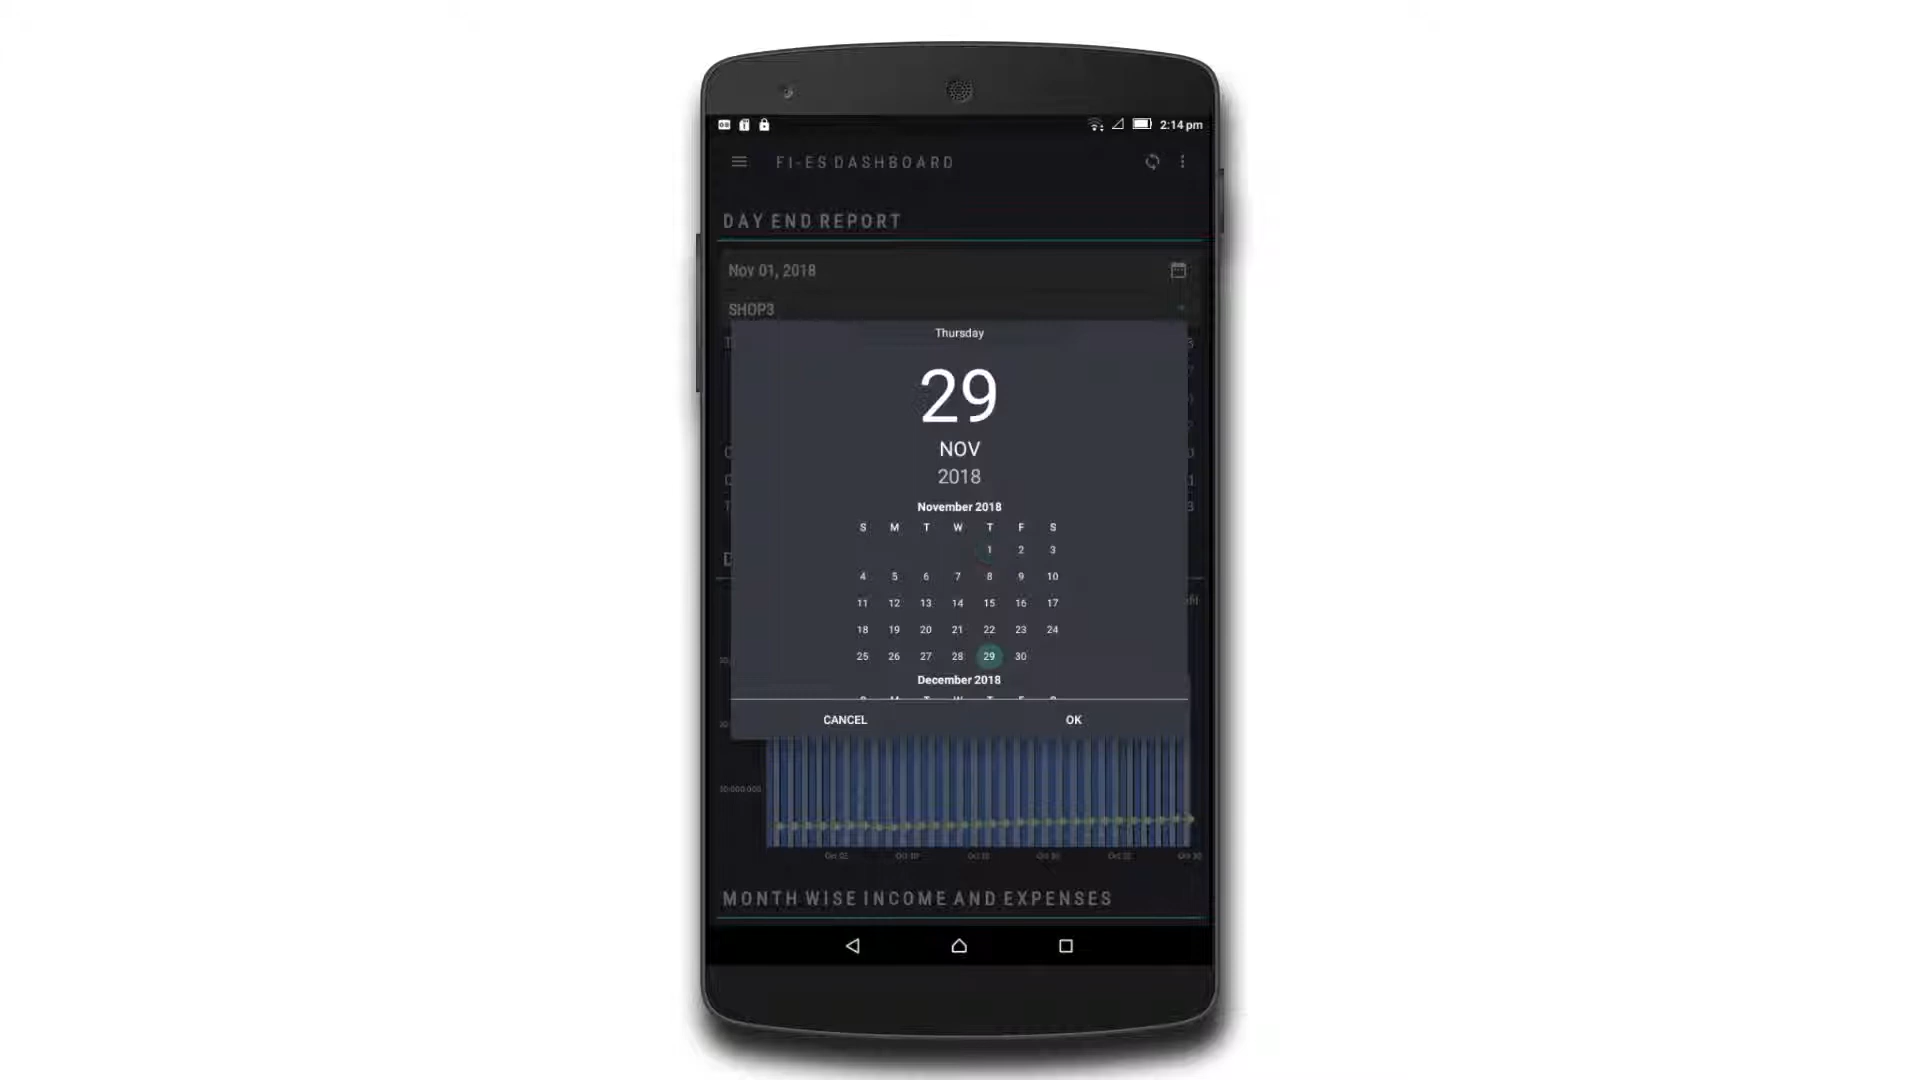 2:14 pm
FI-ES DASHBOARD
DAY END REPORT
Nov 01, 2018
SHOP3
Thursday
29
NOV
2018
November 2018
S M T W T F S
1 2 3
4 5 6 7 8 9 10
11 12 13 14 15 16 17
18 19 20 21 22 23 24
25 26 27 28 29 30
December 2018
CANCEL OK
MONTH WISE INCOME AND EXPENSES